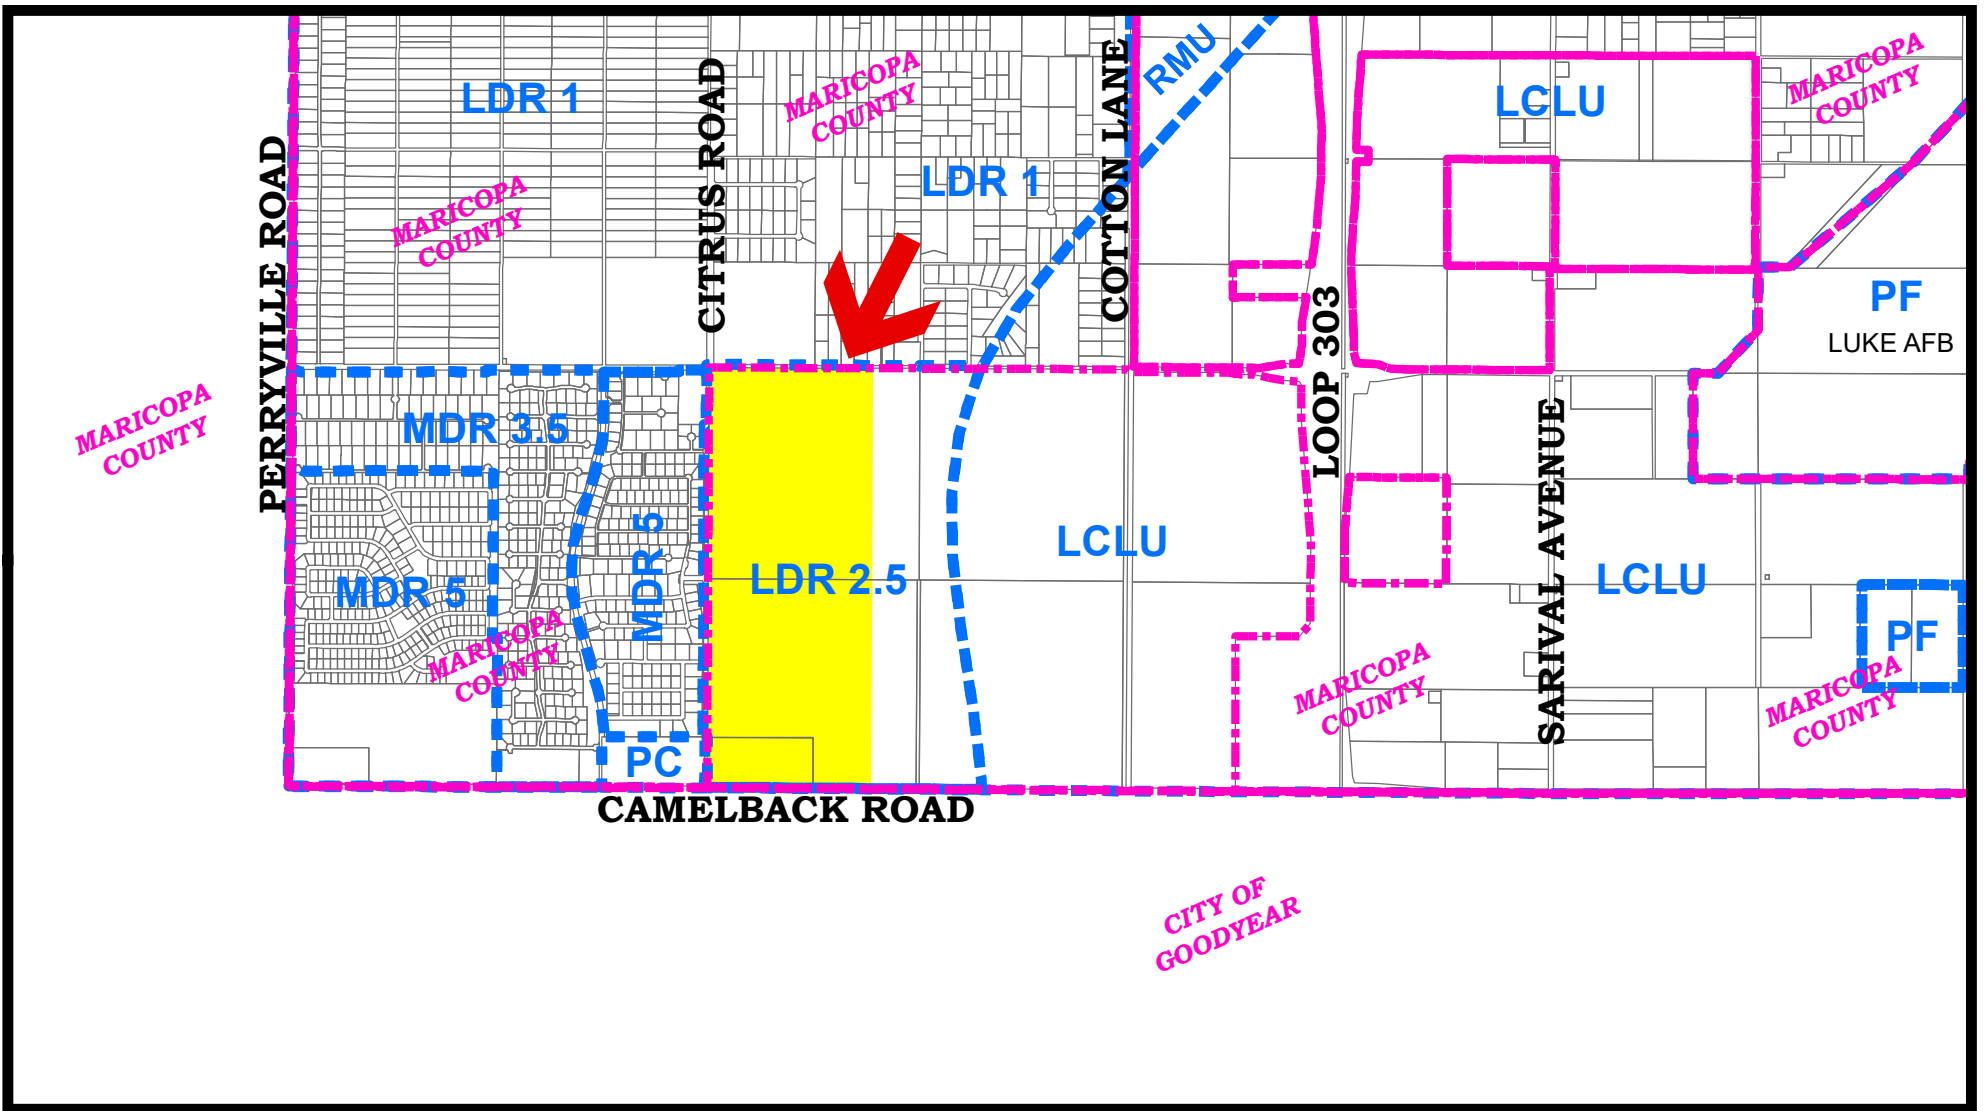 RMU
MARICOPA
COUNTY
MARICOPA
COUNTY
LDR 1
LCLU
CITRUS ROAD
COTTON LANE
PERRYVILLE ROAD
LDR 1
MARICOPA
COUNTY
PF
LUKE AFB
LOOP 303
MARICOPA
COUNTY
MDR 3.5
SARIVAL AVENUE
MDR 5
LCLU
MDR 5
LDR 2.5
LCLU
MARICOPA
COUNTY
PF
MARICOPA
COUNTY
MARICOPA
COUNTY
PC
CAMELBACK ROAD
CITY OF
GOODYEAR